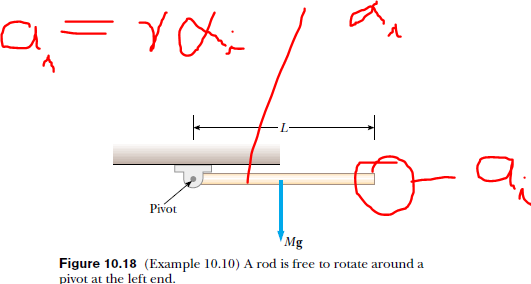 L
Pivot
Mg
Figure 10.18 (Example 10.10) A rod is free to rotate around a
pivot at the left end.